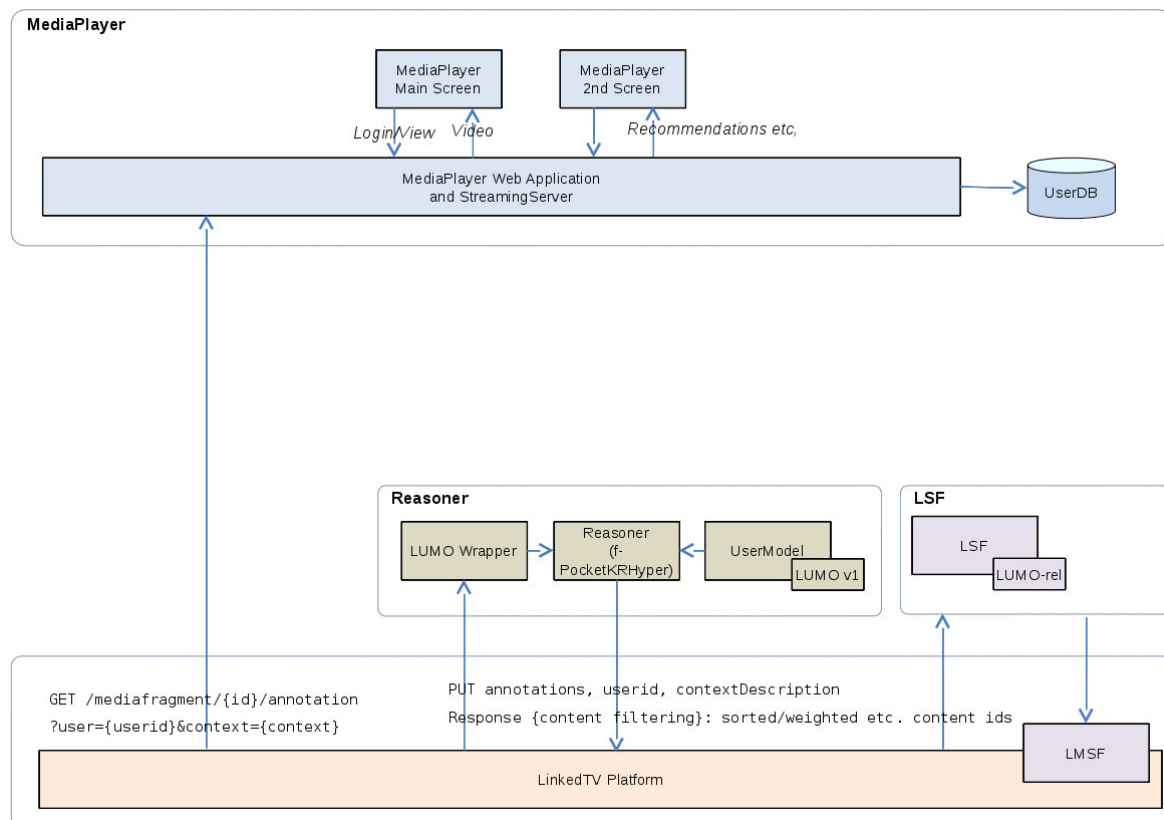 MediaPlayer
MediaPlayer
Main Screen
MediaPlayer
2nd Screen
Login/View
Video
Recommendations etc,
MediaPlayer Web Application
and StreamingServer
UserDB
Reasoner
LUMO Wrapper
Reasoner
(f-
PocketKRHyper)
UserModel
LUMO v1
LSF
LSF
LUMO-rel
GET /mediafragment/{id}/annotation
?user={userid}&context={context}
PUT annotations, userid, contextDescription
Response {content filtering}: sorted/weighted etc. content ids
LMSF
LinkedTV Platform